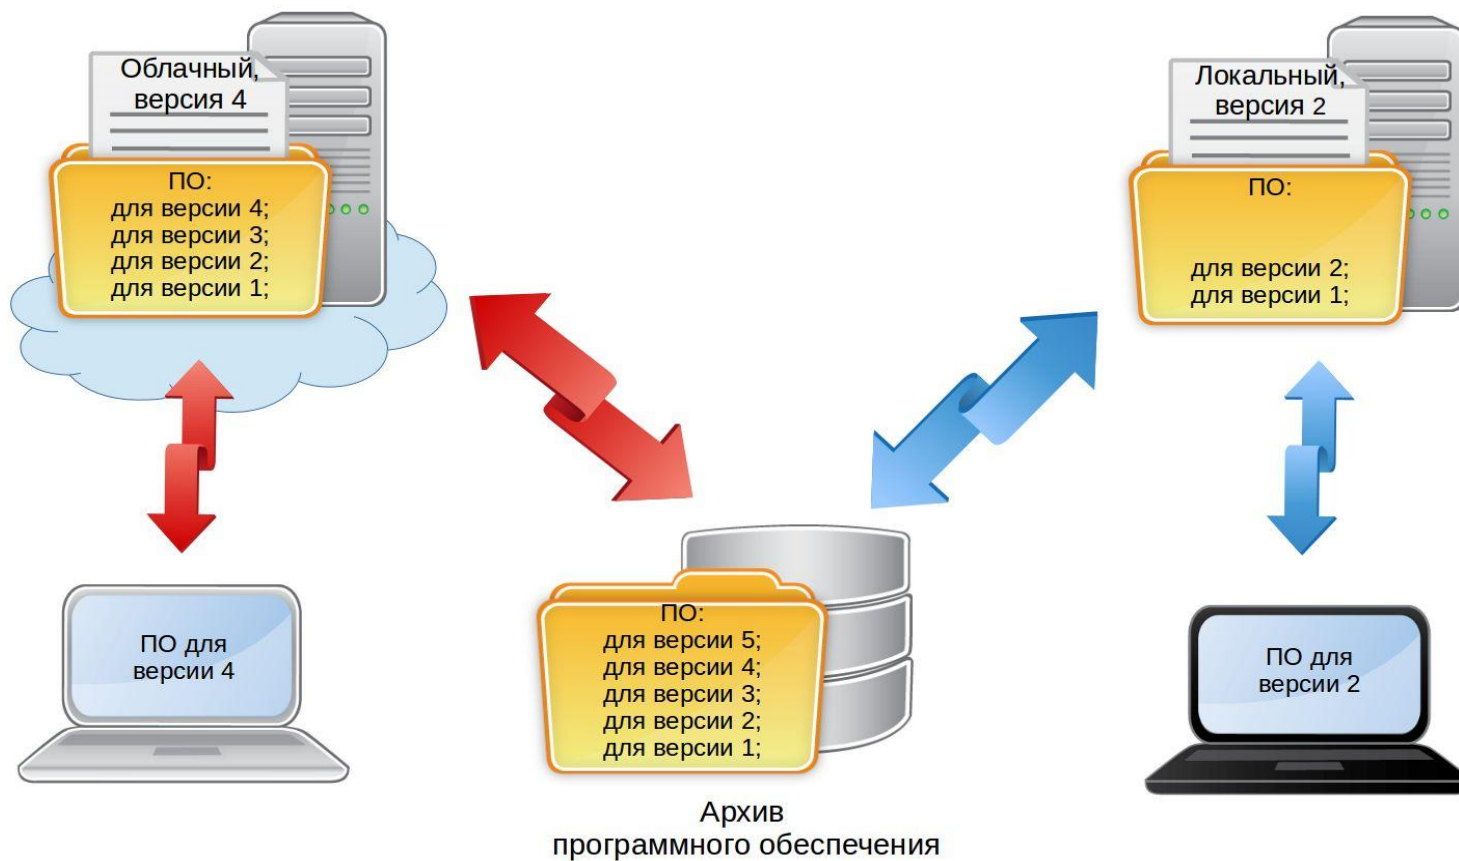 Облачный,
версия 4
ПО:
для версии 4;
для версии 3;
для версии 2;
для версии 1;
Локальный,
версия 2
ПО:
для версии 2;
для версии 1;
ПО для
версии 4
ПО:
для версии 5;
для версии 4;
для версии 3;
для версии 2;
для версии 1;
ПО для
версии 2
Архив
программного обеспечения